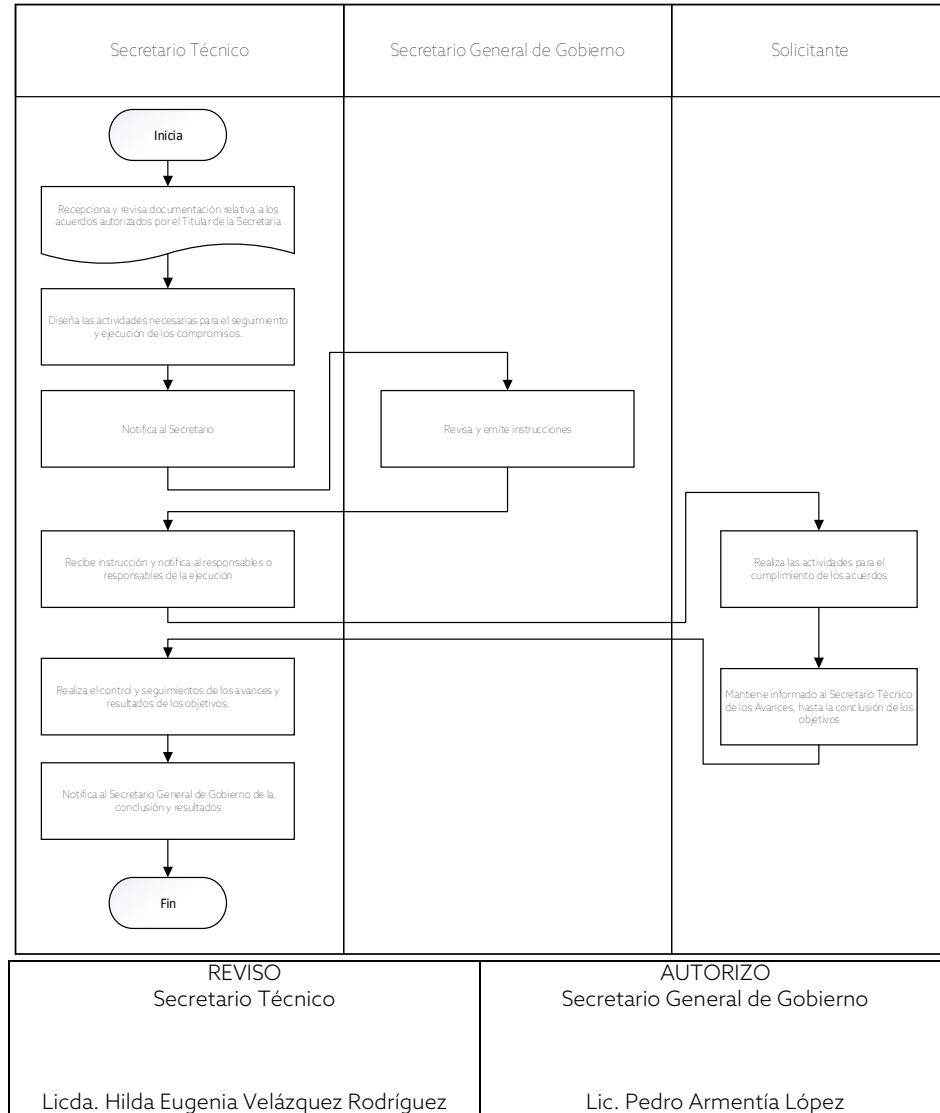 Secretario Técnico
Secretario General de Gobierno
Solicitante
Inicia
Recepciona y revisa documentación relativa a los
acuerdos autorizados por el Titular de la Secretaria
Diseña las actividades necesarias para el seguimiento
y ejecución de los compromisos.
Notifica al Secretario
Revisa y emite instrucciones
Recibe instrucción y notifica al responsables o
responsables de la ejecución
Realiza las actividades para el
cumplimiento de los acuerdos
Realiza el control y seguimientos de los avances y
resultados de los objetivos.
Mantiene informado al Secretario Técnico
de los Avances, hasta la conclusión de los
objetivos
Notifica al Secretario General de Gobierno de la
conclusión y resultados
Fin
REVISO
Secretario Técnico
Licda. Hilda Eugenia Velázquez Rodríguez
AUTORIZO
Secretario General de Gobierno
Lic. Pedro Armentía López